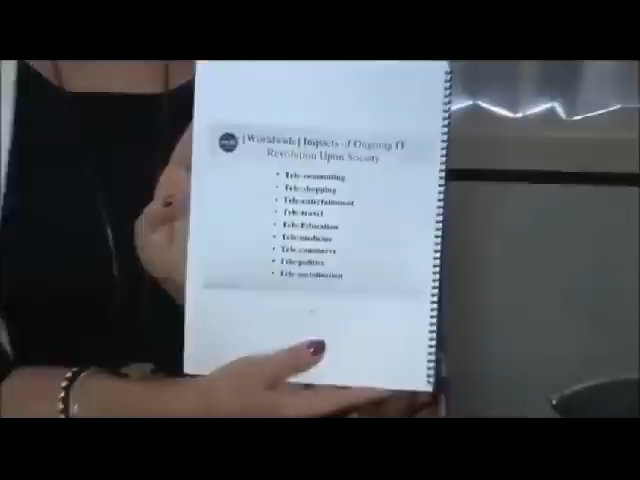 [Worldwide] Impacts of Ongoing IT
Revolution Upon Society
• Tele-commuting
• Tele-shopping
• Tele-entertainment
• Tele-travel
• Tele-Education
• Tele-medicine
• Tele-commerce
• Tele-politics
• Tele-socialization